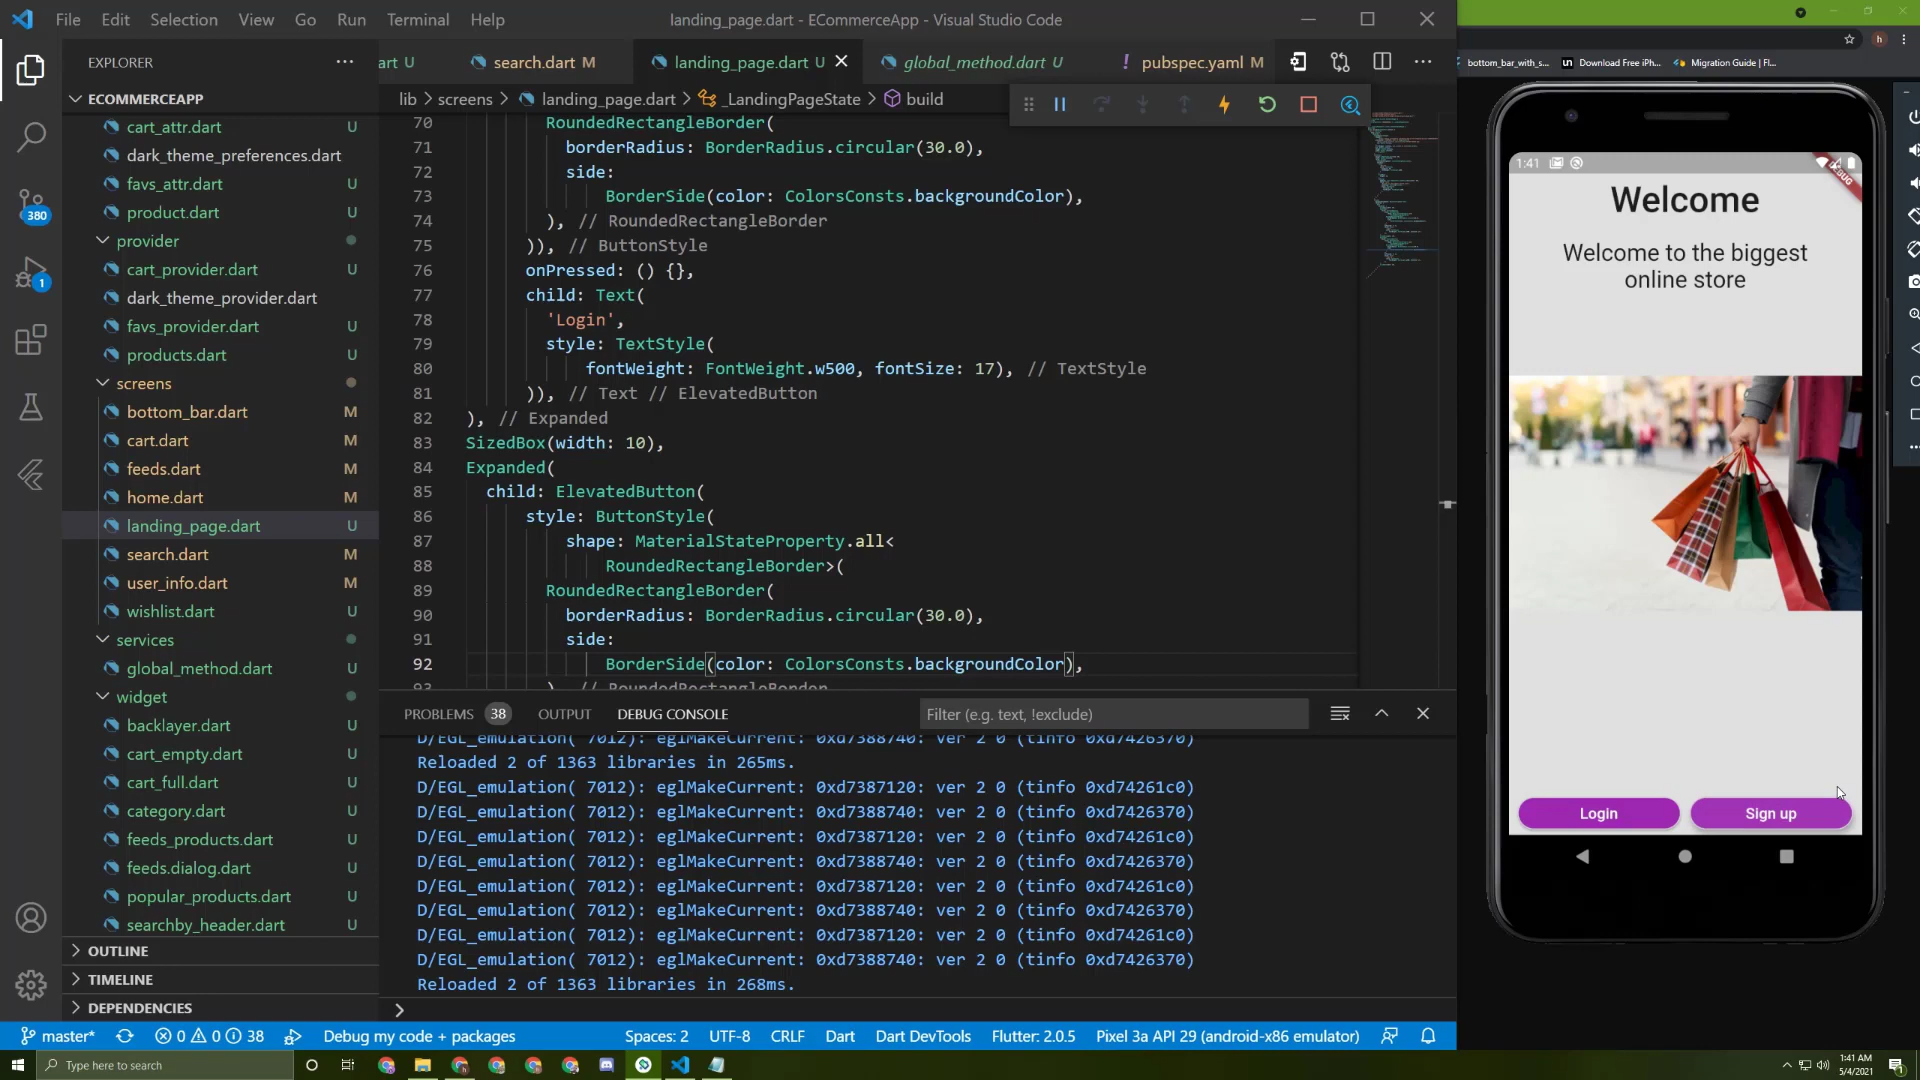 File Edit Selection View Go Run Terminal Help
landing_page.dart - ECommerceApp - Visual Studio Code
EXPLORER
art U
search.dart M
landing_page.dart U
global_method.dart U
! pubspec.yaml M
bottom_bar_with_s...
Download Free iPh...
Migration Guide | Fl...
ECOMMERCEAPP
lib > screens > landing_page.dart > _LandingPageState > build
cart_attr.dart U
dark_theme_preferences.dart
favs_attr.dart U
product.dart U
provider
cart_provider.dart U
dark_theme_provider.dart
favs_provider.dart U
products.dart U
screens
bottom_bar.dart M
cart.dart M
feeds.dart M
home.dart M
landing_page.dart U
search.dart M
user_info.dart M
wishlist.dart U
services
global_method.dart U
widget
backlayer.dart U
cart_empty.dart U
cart_full.dart U
category.dart U
feeds_products.dart U
feeds.dialog.dart U
popular_products.dart U
searchby_header.dart U
OUTLINE
TIMELINE
DEPENDENCIES
380
1
70 RoundedRectangleBorder(
71 borderRadius: BorderRadius.circular(30.0),
72 side:
73 BorderSide(color: ColorsConsts.backgroundColor),
74 ), // RoundedRectangleBorder
75 )), // ButtonStyle
76 onPressed: () {},
77 child: Text(
78 'Login',
79 style: TextStyle(
80 fontWeight: FontWeight.w500, fontSize: 17), // TextStyle
81 )), // Text // ElevatedButton
82 ), // Expanded
83 SizedBox(width: 10),
84 Expanded(
85 child: ElevatedButton(
86 style: ButtonStyle(
87 shape: MaterialStateProperty.all<
88 RoundedRectangleBorder>(
89 RoundedRectangleBorder(
90 borderRadius: BorderRadius.circular(30.0),
91 side:
92 BorderSide(color: ColorsConsts.backgroundColor),
93 ), // RoundedRectangleBorder
PROBLEMS 38 OUTPUT DEBUG CONSOLE
Filter (e.g. text, !exclude)
D/EGL_emulation( 7012): eglMakeCurrent: 0xd7388740: ver 2 0 (tinfo 0xd7426370)
Reloaded 2 of 1363 libraries in 265ms.
D/EGL_emulation( 7012): eglMakeCurrent: 0xd7387120: ver 2 0 (tinfo 0xd74261c0)
D/EGL_emulation( 7012): eglMakeCurrent: 0xd7388740: ver 2 0 (tinfo 0xd7426370)
D/EGL_emulation( 7012): eglMakeCurrent: 0xd7387120: ver 2 0 (tinfo 0xd74261c0)
D/EGL_emulation( 7012): eglMakeCurrent: 0xd7388740: ver 2 0 (tinfo 0xd7426370)
D/EGL_emulation( 7012): eglMakeCurrent: 0xd7387120: ver 2 0 (tinfo 0xd74261c0)
D/EGL_emulation( 7012): eglMakeCurrent: 0xd7388740: ver 2 0 (tinfo 0xd7426370)
D/EGL_emulation( 7012): eglMakeCurrent: 0xd7387120: ver 2 0 (tinfo 0xd74261c0)
D/EGL_emulation( 7012): eglMakeCurrent: 0xd7388740: ver 2 0 (tinfo 0xd7426370)
Reloaded 2 of 1363 libraries in 268ms.
1:41
DEBUG
Welcome
Welcome to the biggest
online store
Login
Sign up
master* 0 0 38 Debug my code + packages Spaces: 2 UTF-8 CRLF Dart Dart DevTools Flutter: 2.0.5 Pixel 3a API 29 (android-x86 emulator)
Type here to search
1:41 AM
5/4/2021